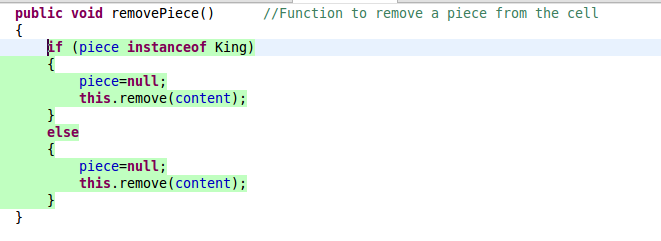 public void removePiece()      //Function to remove a piece from the cell
{
    if (piece instanceof King)
    {
        piece=null;
        this.remove(content);
    }
    else
    {
        piece=null;
        this.remove(content);
    }
}